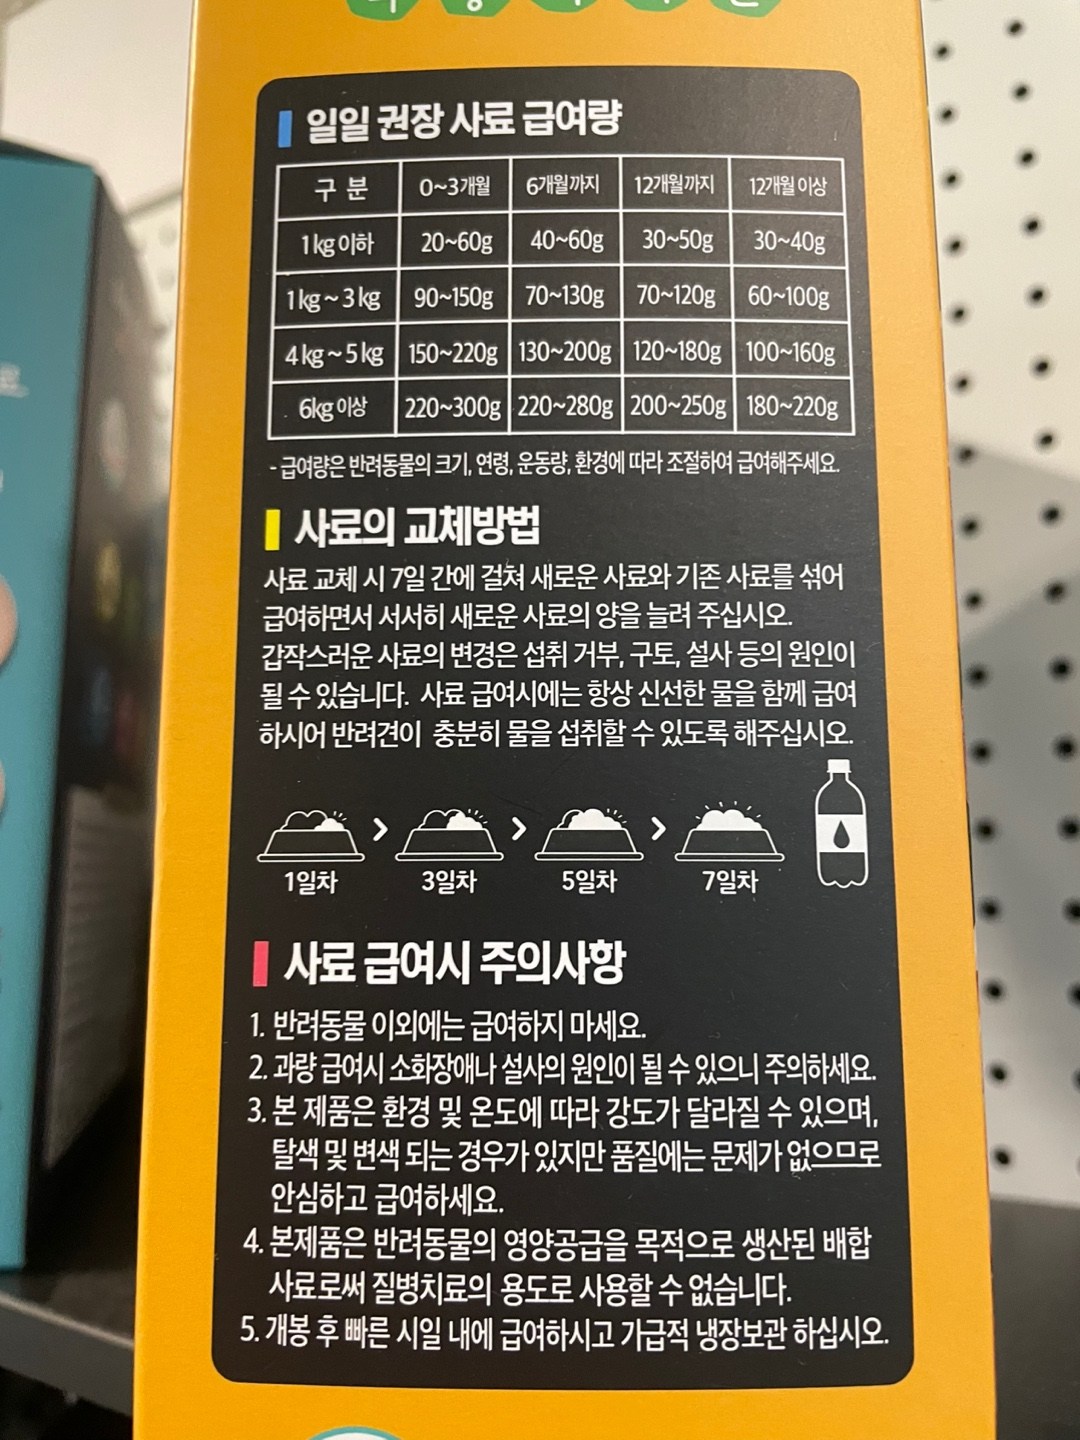 일일 권장 사료 급여량
구 분 0~3개월 6개월까지 12개월까지 12개월 이상
1kg 이하 20~60g 40~60g 30~50g 30~40g
1kg ~ 3kg 90~150g 70~130g 70~120g 60~100g
4kg ~ 5kg 150~220g 130~200g 120~180g 100~160g
6kg 이상 220~300g 220~280g 200~250g 180~220g
- 급여량은 반려동물의 크기, 연령, 운동량, 환경에 따라 조절하여 급여해주세요.
사료의 교체방법
사료 교체 시 7일 간에 걸쳐 새로운 사료와 기존 사료를 섞어
급여하면서 서서히 새로운 사료의 양을 늘려 주십시오.
갑작스러운 사료의 변경은 섭취 거부, 구토, 설사 등의 원인이
될 수 있습니다. 사료 급여시에는 항상 신선한 물을 함께 급여
하시어 반려견이 충분히 물을 섭취할 수 있도록 해주십시오.
1일차 > 3일차 > 5일차 > 7일차
사료 급여시 주의사항
1. 반려동물 이외에는 급여하지 마세요.
2. 과량 급여시 소화장애나 설사의 원인이 될 수 있으니 주의하세요.
3. 본 제품은 환경 및 온도에 따라 강도가 달라질 수 있으며,
탈색 및 변색 되는 경우가 있지만 품질에는 문제가 없으므로
안심하고 급여하세요.
4. 본제품은 반려동물의 영양공급을 목적으로 생산된 배합
사료로써 질병치료의 용도로 사용할 수 없습니다.
5. 개봉 후 빠른 시일 내에 급여하시고 가급적 냉장보관 하십시오.